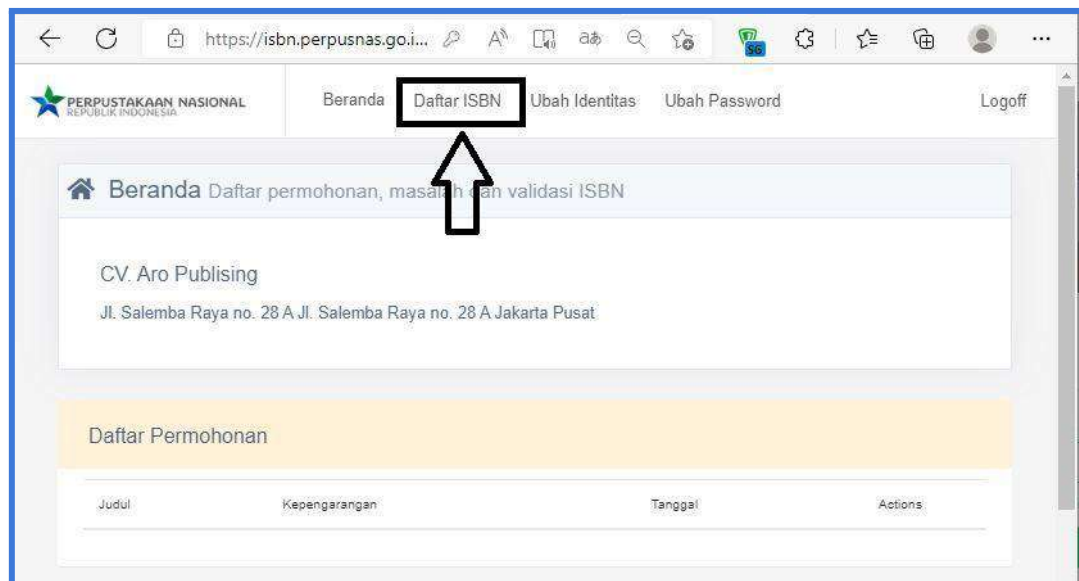 https://isbn.perpusnas.go.i...
SG
PERPUSTAKAAN NASIONAL
REPUBLIK INDONESIA
Beranda Daftar ISBN Ubah Identitas Ubah Password Logoff
Beranda Daftar permohonan, masalah dan validasi ISBN
CV. Aro Publising
Jl. Salemba Raya no. 28 A Jl. Salemba Raya no. 28 A Jakarta Pusat
Daftar Permohonan
Judul Kepengarangan Tanggal Actions